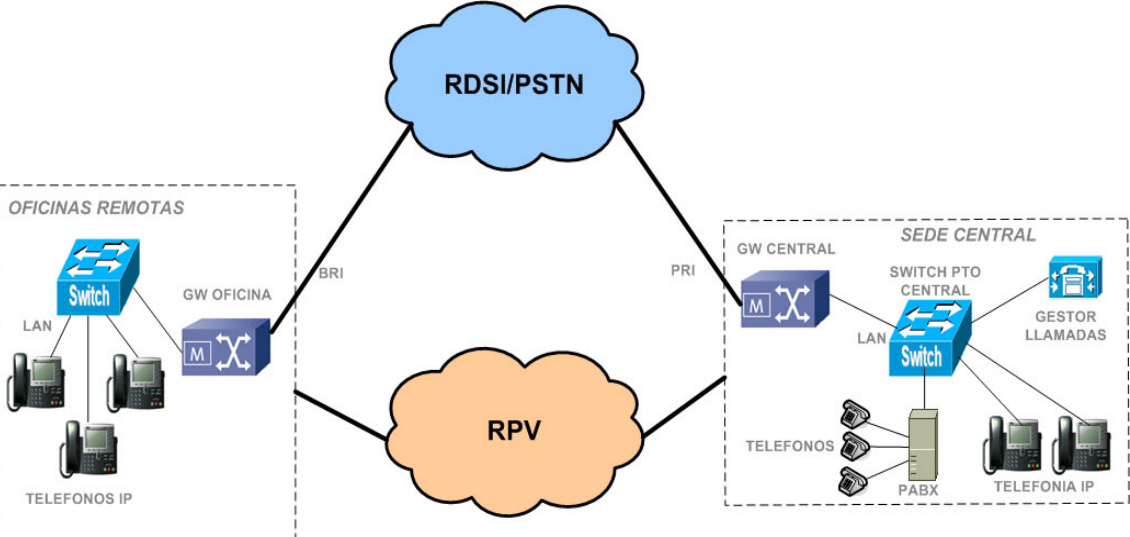 RDSI/PSTN
OFICINAS REMOTAS
Switch
GW OFICINA
LAN
TELEFONOS IP
BRI
PRI
RPV
SEDE CENTRAL
GW CENTRAL
SWITCH PTO
CENTRAL
GESTOR
LLAMADAS
LAN
Switch
TELEFONOS
PABX
TELEFONIA IP
M
M